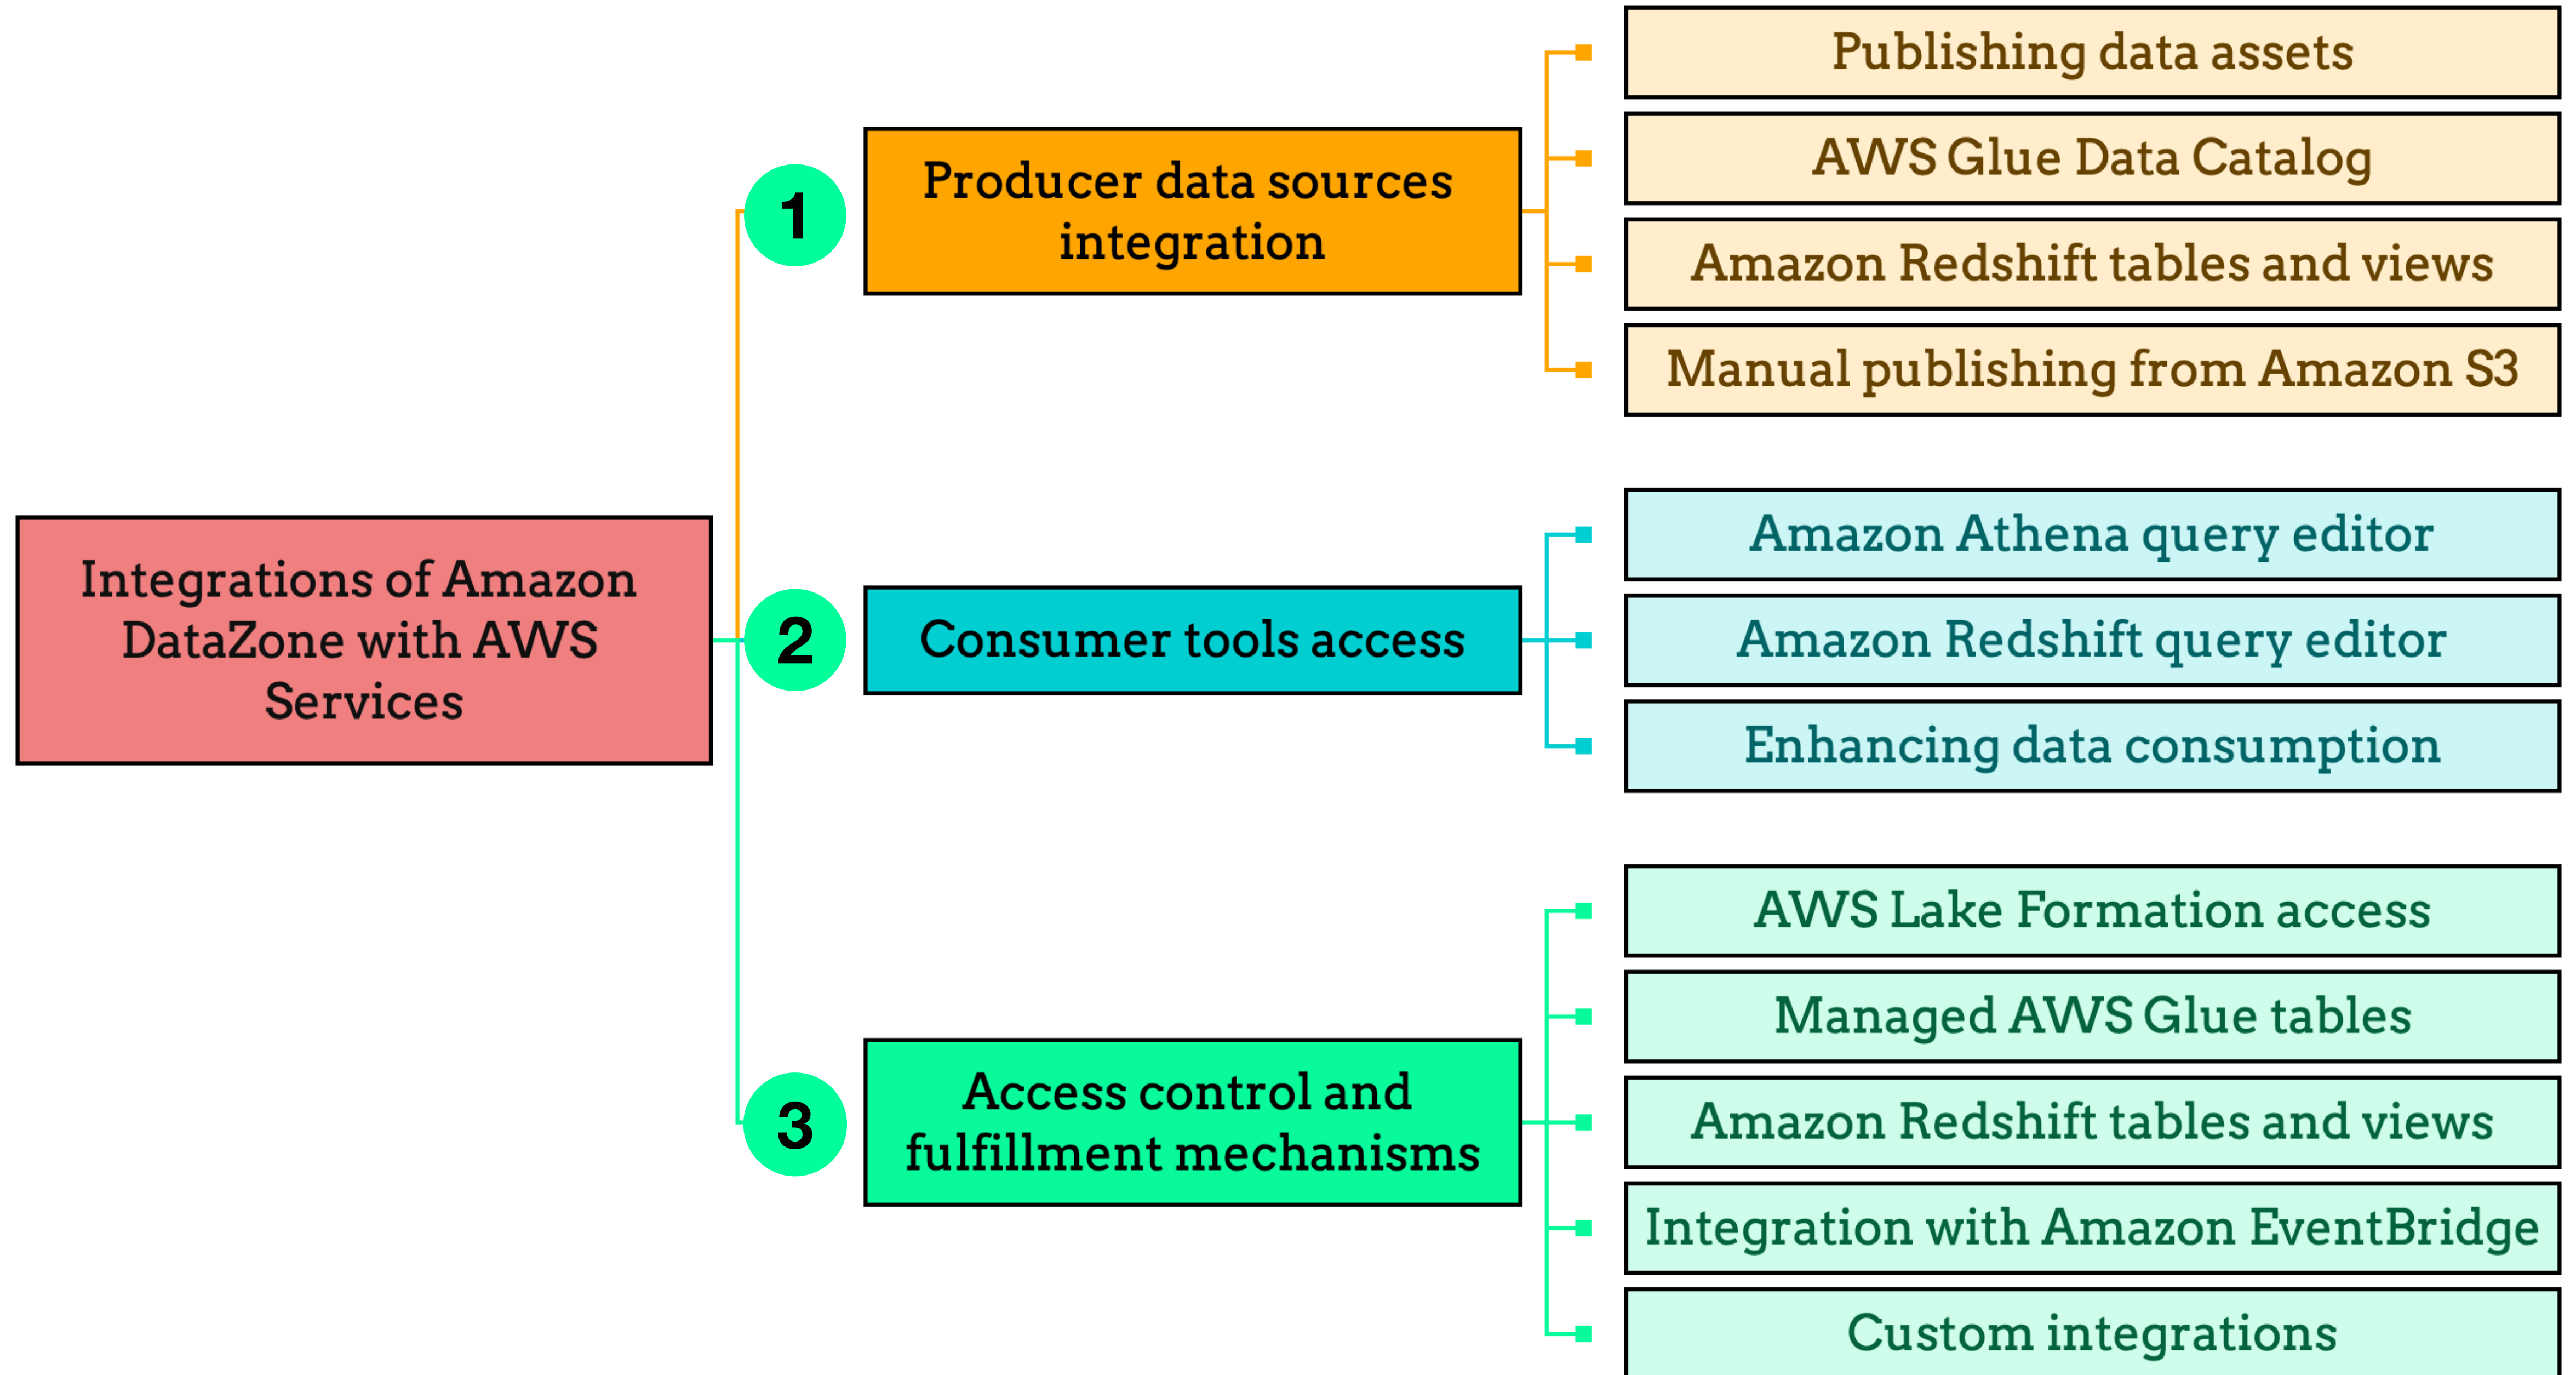 Integrations of Amazon
DataZone with AWS
Services
1
Producer data sources
integration
Publishing data assets
AWS Glue Data Catalog
Amazon Redshift tables and views
Manual publishing from Amazon S3
2
Consumer tools access
Amazon Athena query editor
Amazon Redshift query editor
Enhancing data consumption
3
Access control and
fulfillment mechanisms
AWS Lake Formation access
Managed AWS Glue tables
Amazon Redshift tables and views
Integration with Amazon EventBridge
Custom integrations